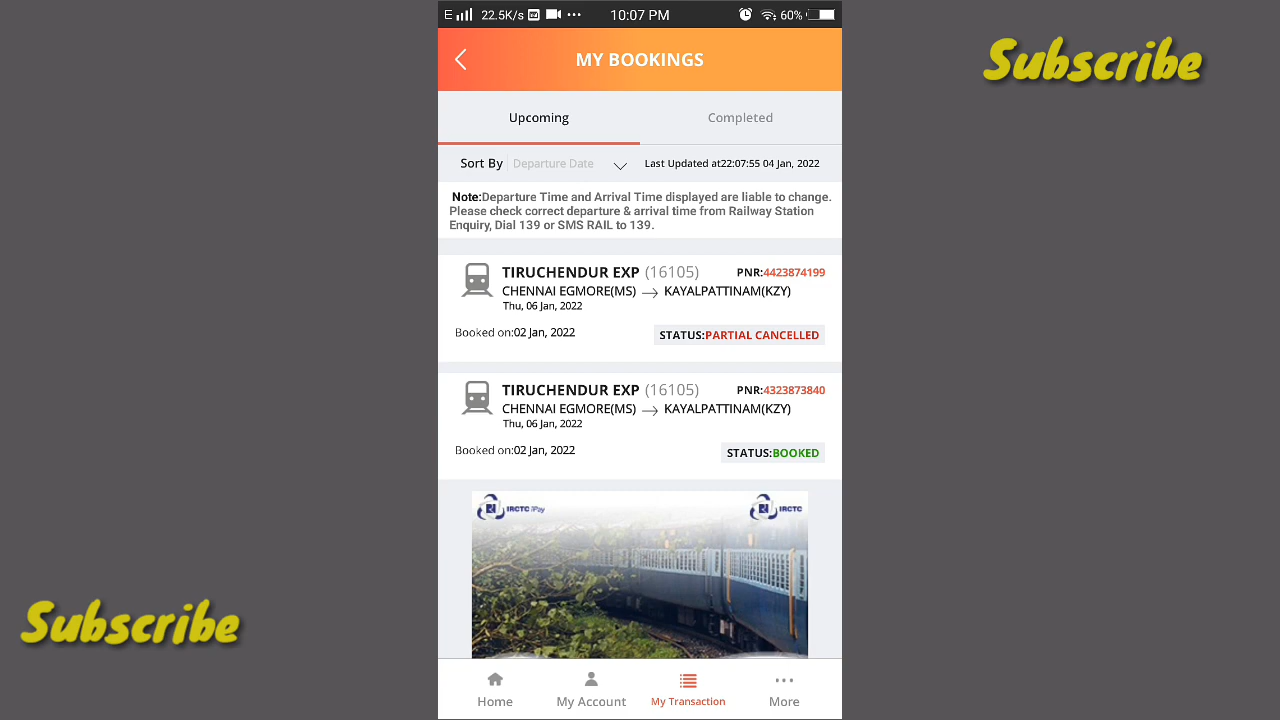 22.5K/s
10:07 PM
60%
MY BOOKINGS
Subscribe
Upcoming
Completed
Sort By
Departure Date
Last Updated at22:07:55 04 Jan, 2022
Note:Departure Time and Arrival Time displayed are liable to change.
Please check correct departure & arrival time from Railway Station
Enquiry, Dial 139 or SMS RAIL to 139.
TIRUCHENDUR EXP (16105)
PNR:4423874199
CHENNAI EGMORE(MS) → KAYALPATTINAM(KZY)
Thu, 06 Jan, 2022
Booked on:02 Jan, 2022
STATUS:PARTIAL CANCELLED
TIRUCHENDUR EXP (16105)
PNR:4323873840
CHENNAI EGMORE(MS) → KAYALPATTINAM(KZY)
Thu, 06 Jan, 2022
Booked on:02 Jan, 2022
STATUS:BOOKED
IRCTC iPay
IRCTC
Subscribe
Home
My Account
My Transaction
More